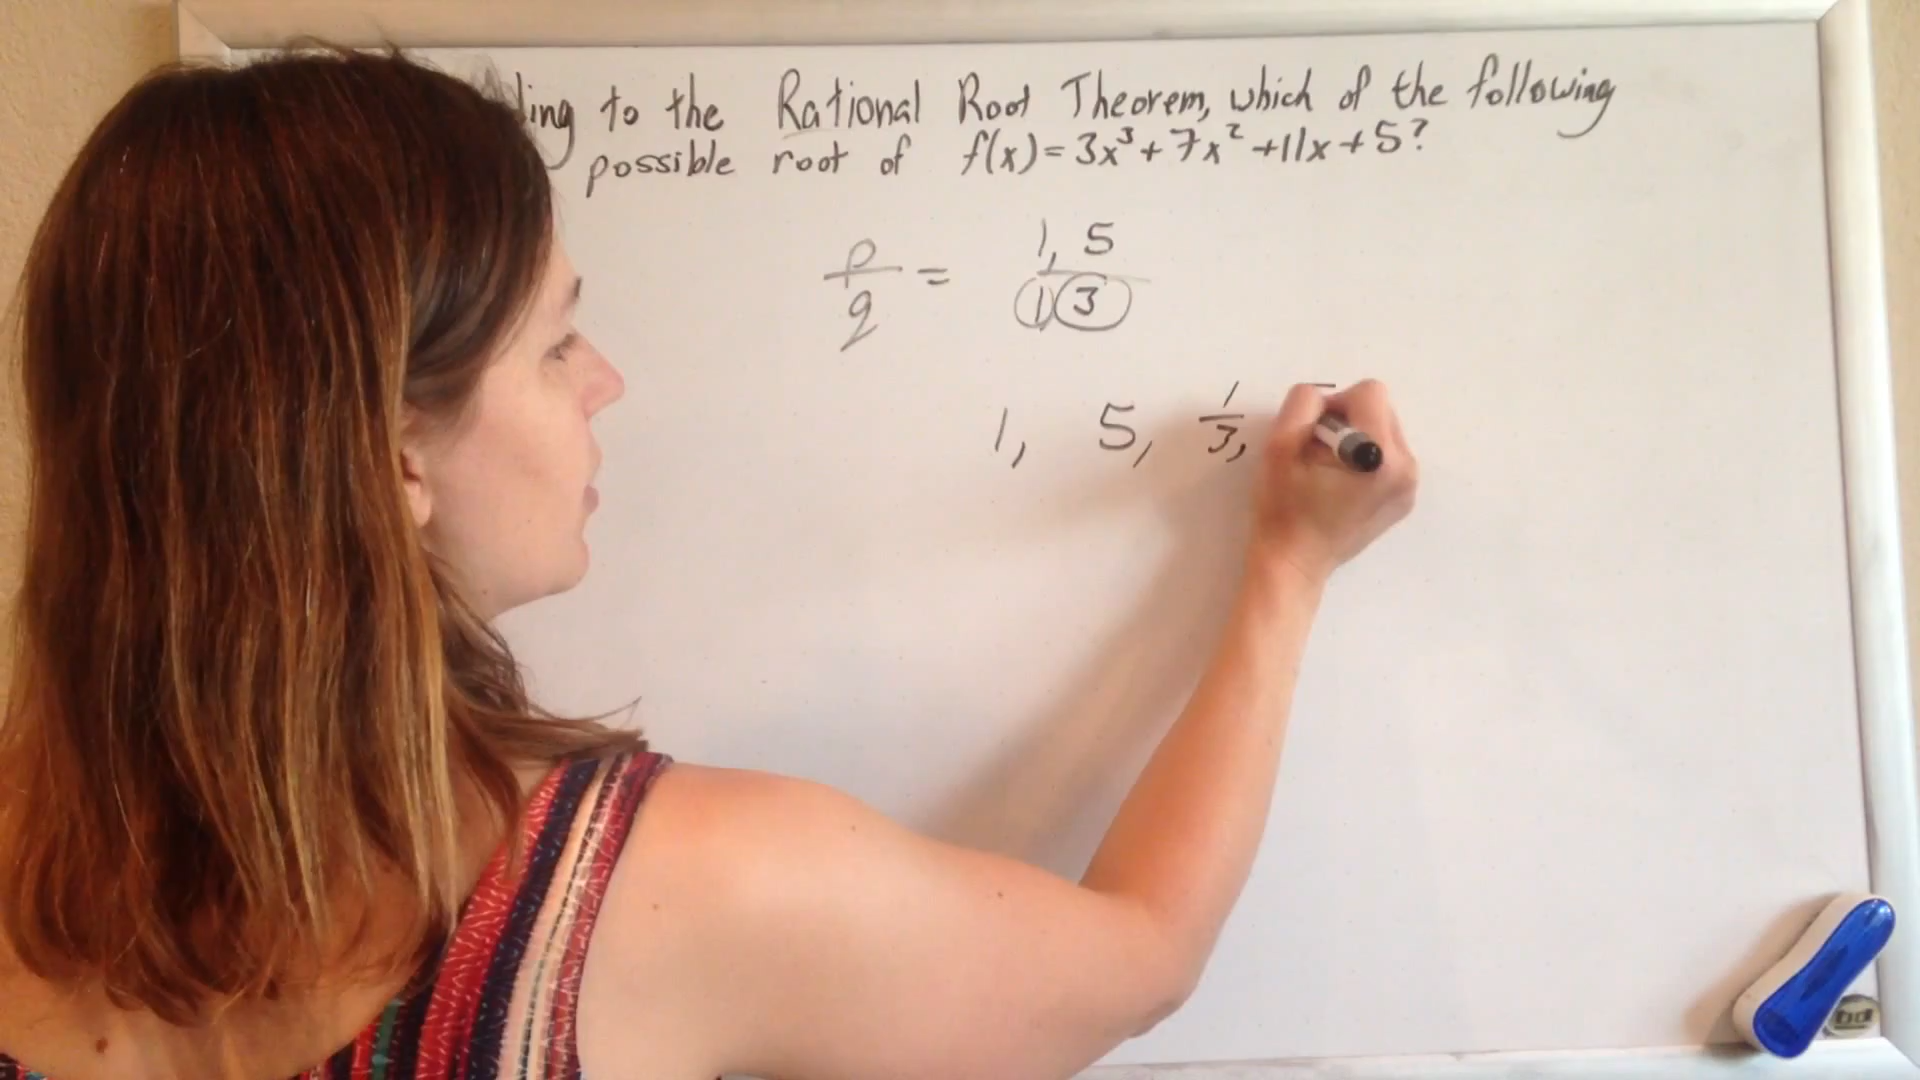 to the Rational Root Theorem, which of the following
possible root of f(x)=3x³+7x²+11x+5?
p/q = 1, 5 / 1 3
1, 5, 1/3,